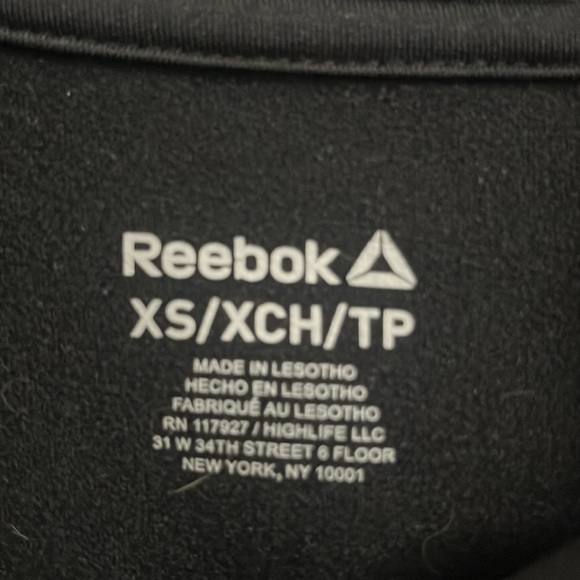 Reebok
XS/XCH/TP
MADE IN LESOTHO
HECHO EN LESOTHO
FABRIQUÉ AU LESOTHO
RN 117927 / HIGHLIFE LLC
31 W 34TH STREET 6 FLOOR
NEW YORK, NY 10001